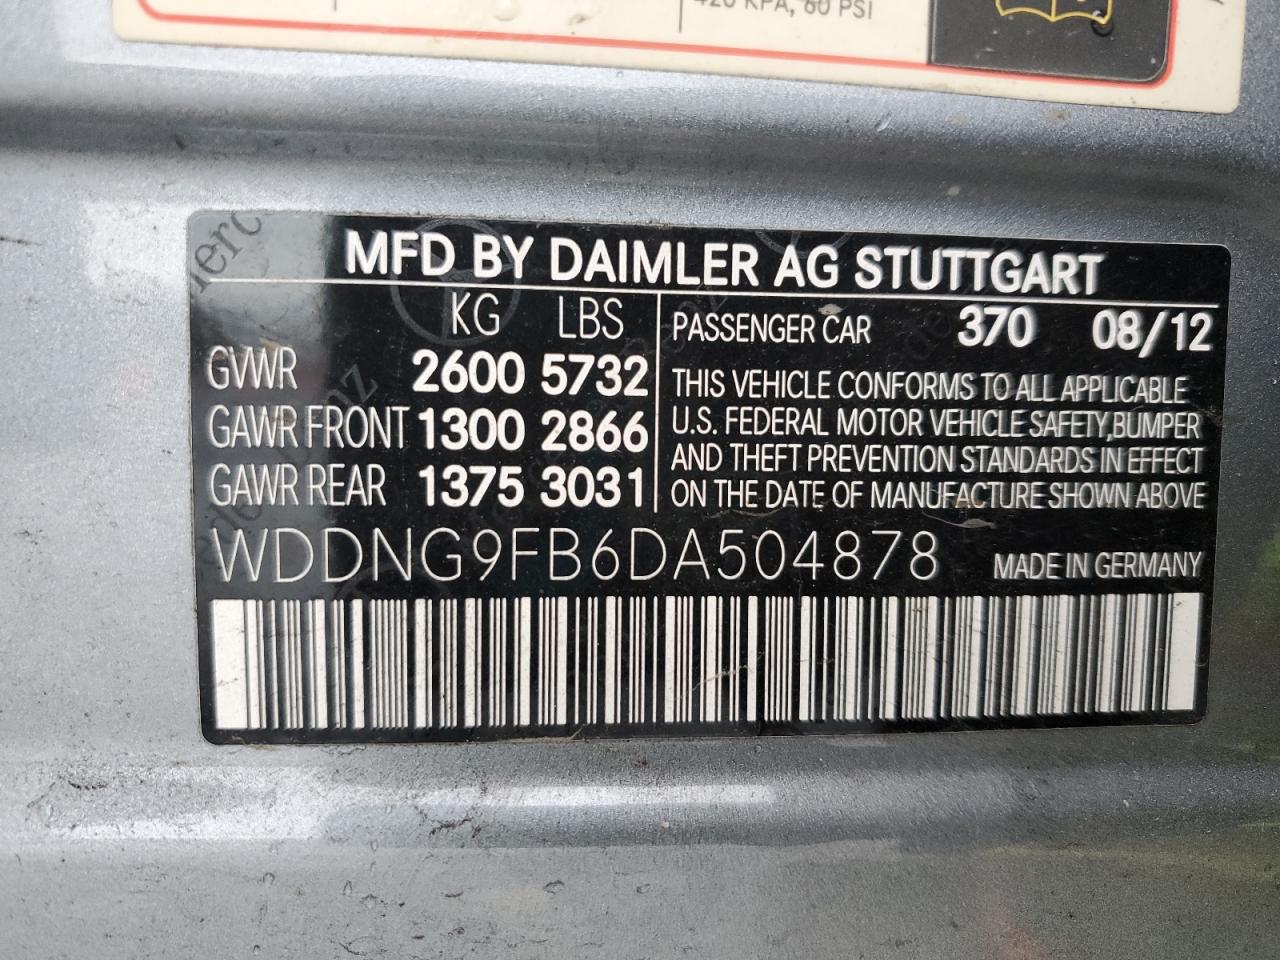 420 KPA, 60 PSI
MFD BY DAIMLER AG STUTTGART
KG LBS
GVWR 2600 5732
GAWR FRONT 1300 2866
GAWR REAR 1375 3031
PASSENGER CAR 370 08/12
THIS VEHICLE CONFORMS TO ALL APPLICABLE
U.S. FEDERAL MOTOR VEHICLE SAFETY,BUMPER
AND THEFT PREVENTION STANDARDS IN EFFECT
ON THE DATE OF MANUFACTURE SHOWN ABOVE
WDDNG9FB6DA504878 MADE IN GERMANY